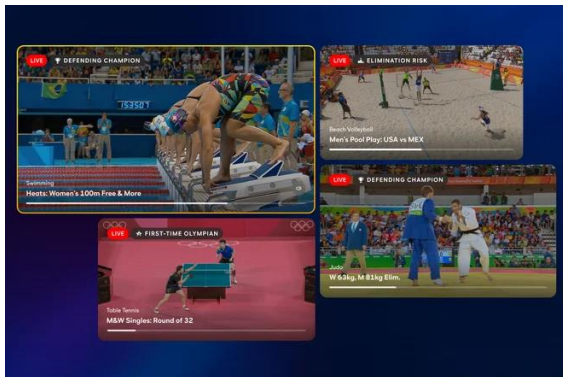 LIVE DEFENDING CHAMPION
Swimming
Heats: Women's 100m Free & More
LIVE ELIMINATION RISK
Beach Volleyball
Men's Pool Play: USA vs MEX
LIVE DEFENDING CHAMPION
Judo
W 63kg, M 81kg Elim.
LIVE FIRST-TIME OLYMPIAN
Table Tennis
M&W Singles: Round of 32